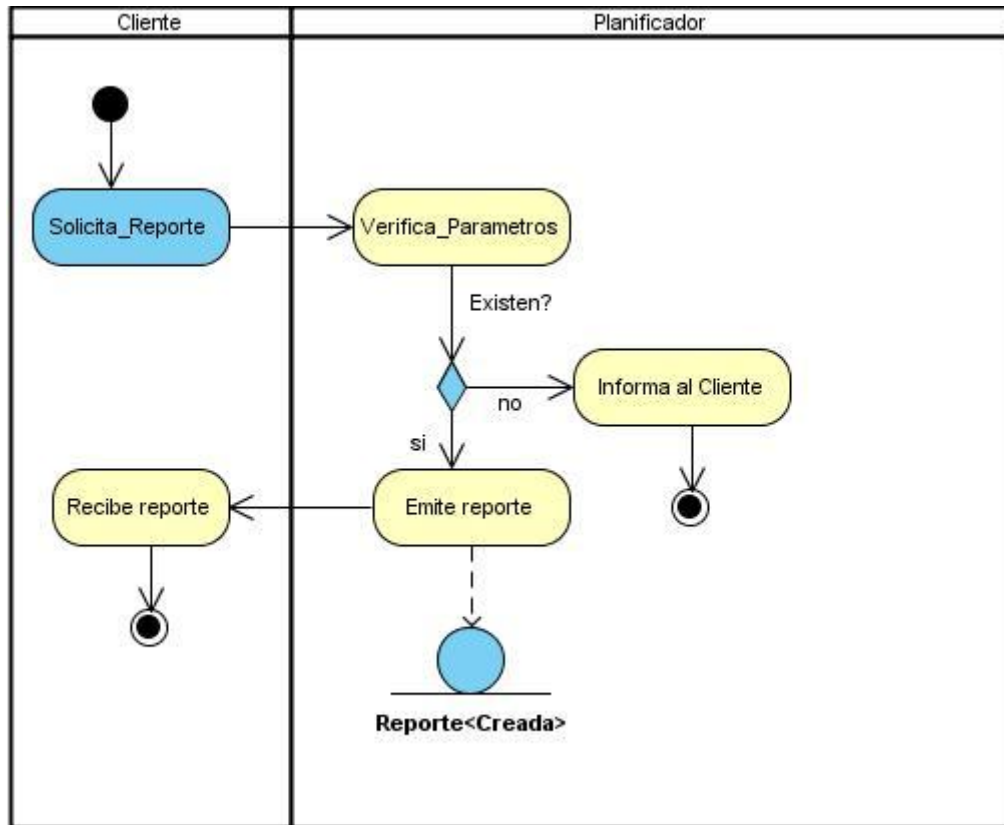 Cliente
Planificador
Solicita_Reporte
Verifica_Parametros
Existen?
no
Informa al Cliente
si
Recibe reporte
Emite reporte
Reporte<Creada>